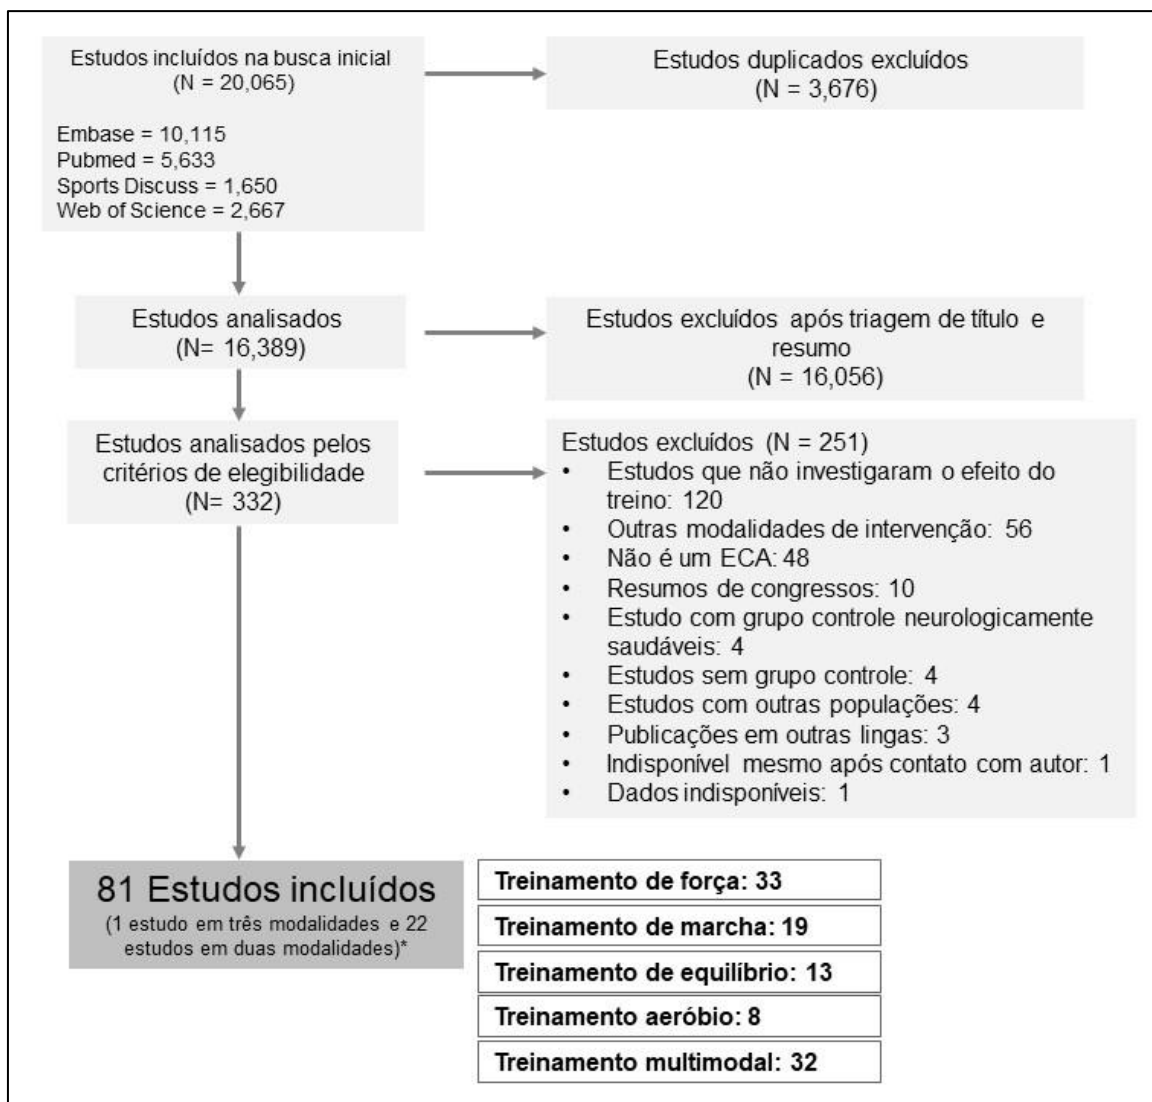 Estudos incluídos na busca inicial
(N = 20,065)
Embase = 10,115
Pubmed = 5,633
Sports Discuss = 1,650
Web of Science = 2,667
Estudos duplicados excluídos
(N = 3,676)
Estudos analisados
(N= 16,389)
Estudos excluídos após triagem de título e
resumo
(N = 16,056)
Estudos analisados pelos
critérios de elegibilidade
(N= 332)
Estudos excluídos (N = 251)
• Estudos que não investigaram o efeito do
treino: 120
• Outras modalidades de intervenção: 56
• Não é um ECA: 48
• Resumos de congressos: 10
• Estudo com grupo controle neurologicamente
saudáveis: 4
• Estudos sem grupo controle: 4
• Estudos com outras populações: 4
• Publicações em outras lingas: 3
• Indisponível mesmo após contato com autor: 1
• Dados indisponíveis: 1
81 Estudos incluídos
(1 estudo em três modalidades e 22
estudos em duas modalidades)*
Treinamento de força: 33
Treinamento de marcha: 19
Treinamento de equilíbrio: 13
Treinamento aeróbio: 8
Treinamento multimodal: 32